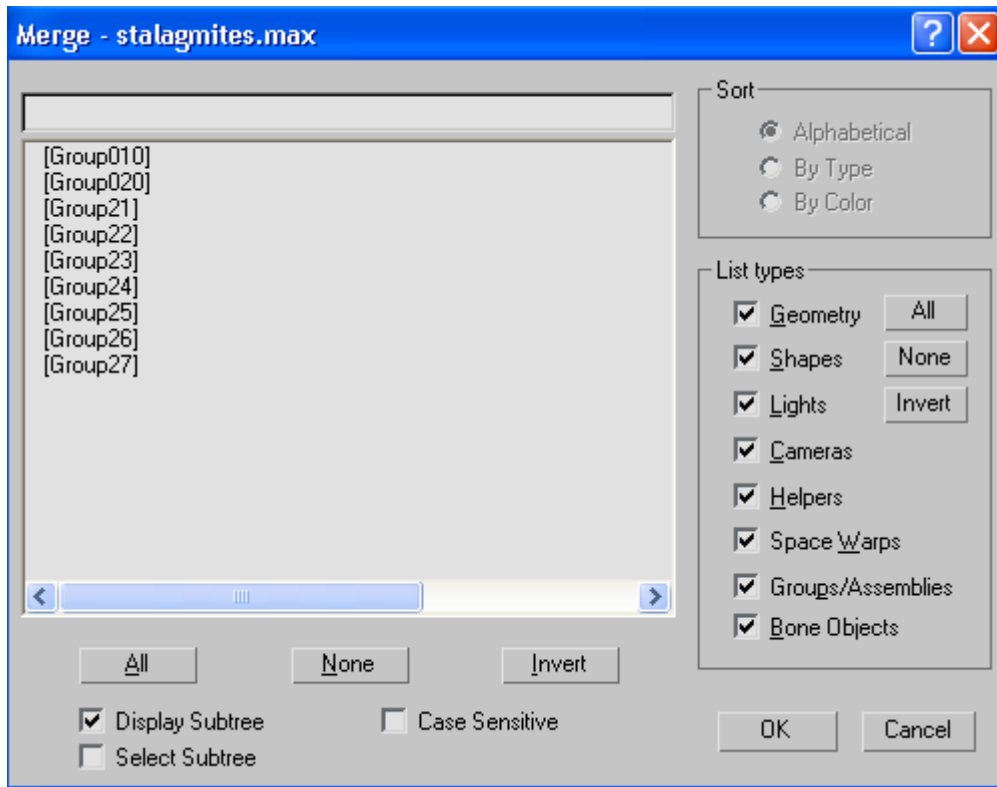 Merge - stalagmites.max
[Group010]
[Group020]
[Group21]
[Group22]
[Group23]
[Group24]
[Group25]
[Group26]
[Group27]
All
None
Invert
Display Subtree
Case Sensitive
Select Subtree
Sort
Alphabetical
By Type
By Color
List types
Geometry
All
Shapes
None
Lights
Invert
Cameras
Helpers
Space Warps
Groups/Assemblies
Bone Objects
OK
Cancel